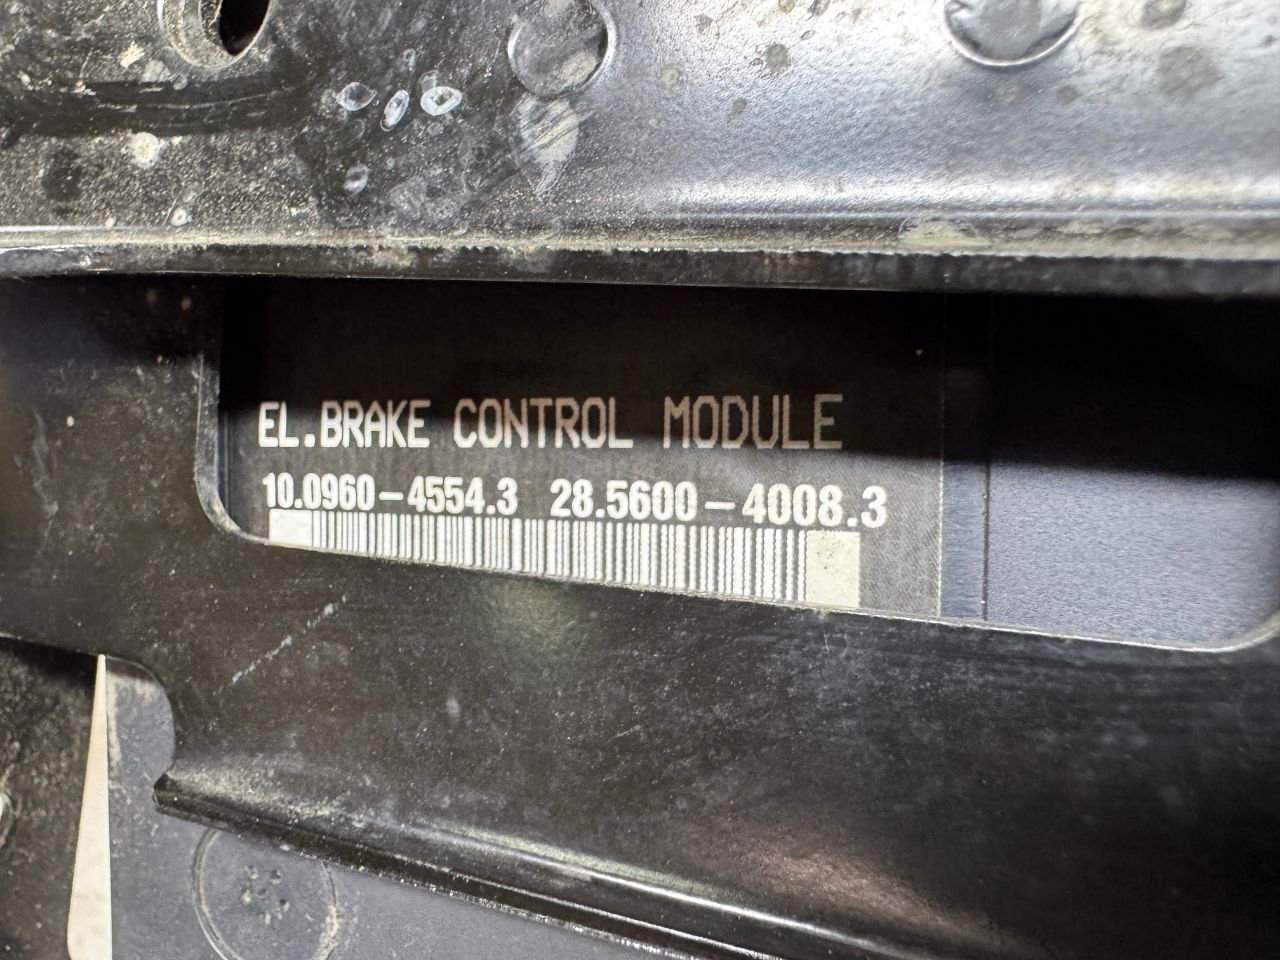 EL.BRAKE CONTROL MODULE
10.0960-4554.3 28.5600-4008.3